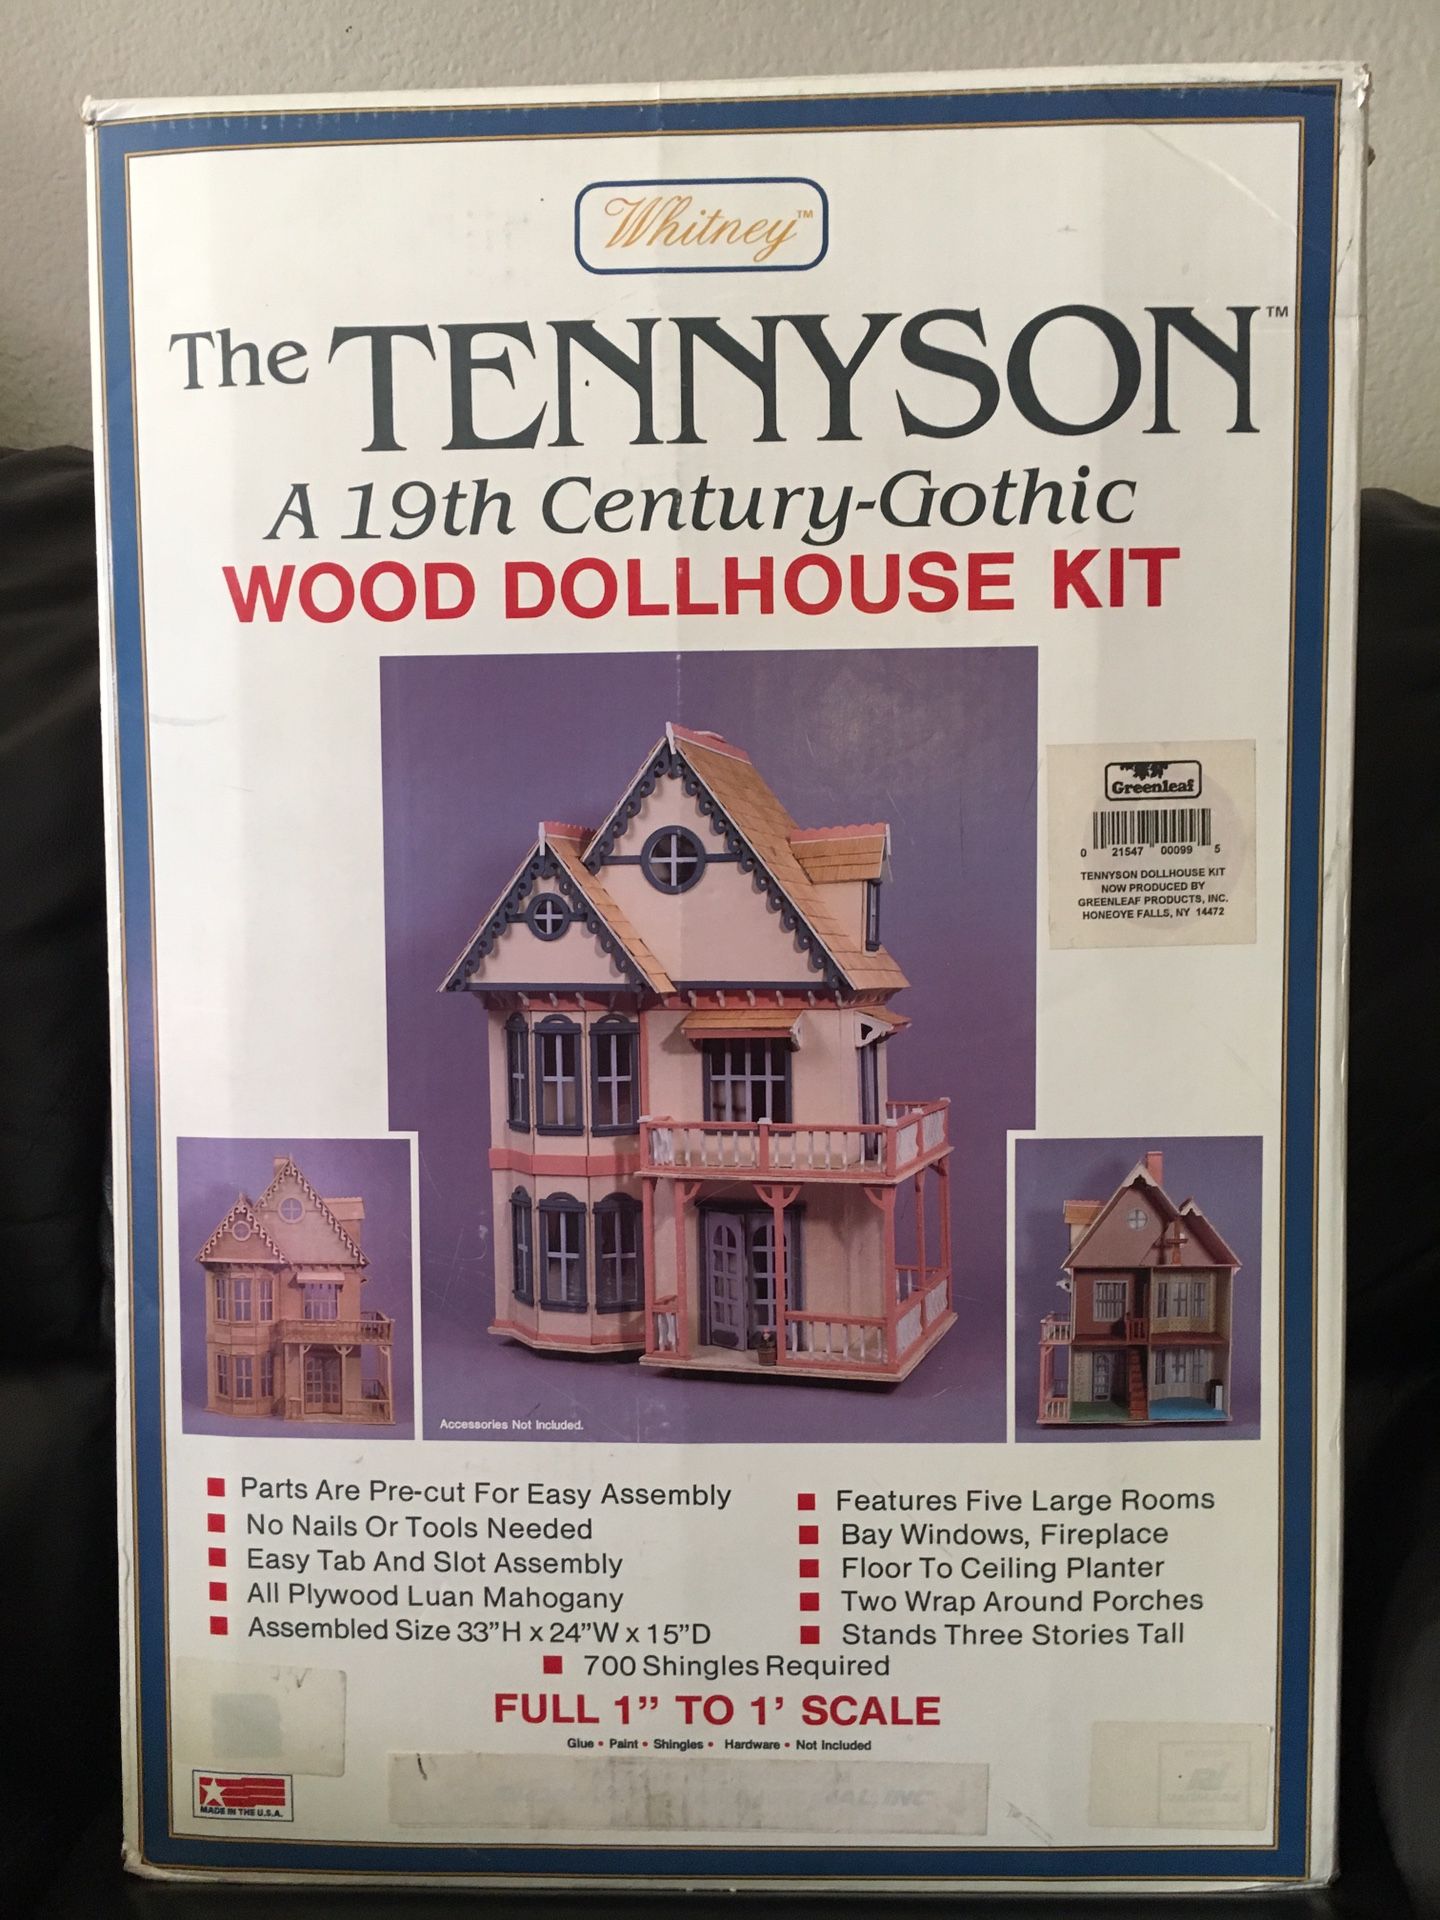 Whitney™
The TENNYSON™
A 19th Century-Gothic
WOOD DOLLHOUSE KIT
Greenleaf
0 21547 00099 5
TENNYSON DOLLHOUSE KIT
NOW PRODUCED BY
GREENLEAF PRODUCTS, INC.
HONEOYE FALLS, NY 14472
Accessories Not Included.
Parts Are Pre-cut For Easy Assembly
No Nails Or Tools Needed
Easy Tab And Slot Assembly
All Plywood Luan Mahogany
Assembled Size 33”H x 24”W x 15”D
Features Five Large Rooms
Bay Windows, Fireplace
Floor To Ceiling Planter
Two Wrap Around Porches
Stands Three Stories Tall
700 Shingles Required
FULL 1” TO 1’ SCALE
Glue • Paint • Shingles • Hardware • Not Included
MADE IN THE U.S.A.